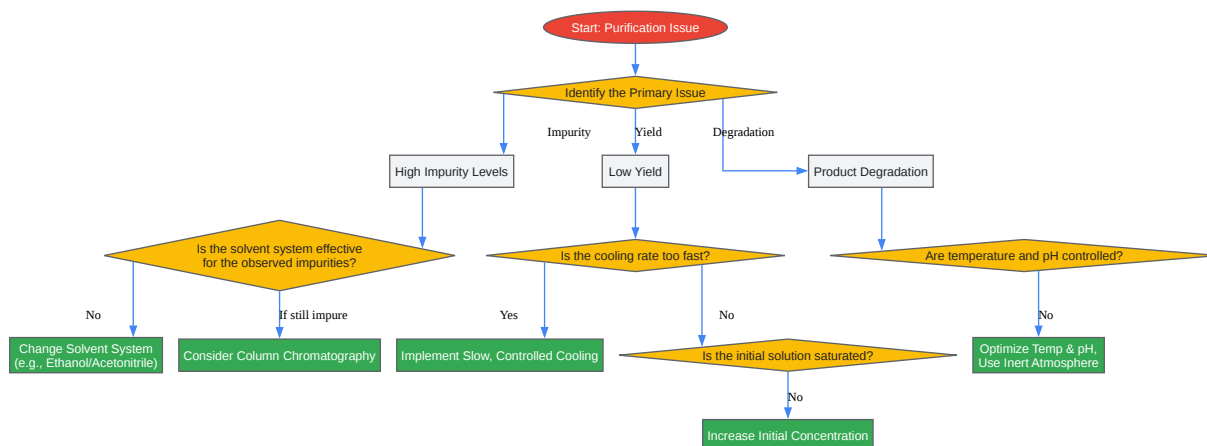 Start: Purification Issue
Identify the Primary Issue
Impurity
Yield
Degradation
High Impurity Levels
Low Yield
Product Degradation
Is the solvent system effective
for the observed impurities?
Is the cooling rate too fast?
Are temperature and pH controlled?
No
If still impure
Yes
No
No
Change Solvent System
(e.g., Ethanol/Acetonitrile)
Consider Column Chromatography
Implement Slow, Controlled Cooling
Is the initial solution saturated?
Optimize Temp & pH,
Use Inert Atmosphere
No
Increase Initial Concentration